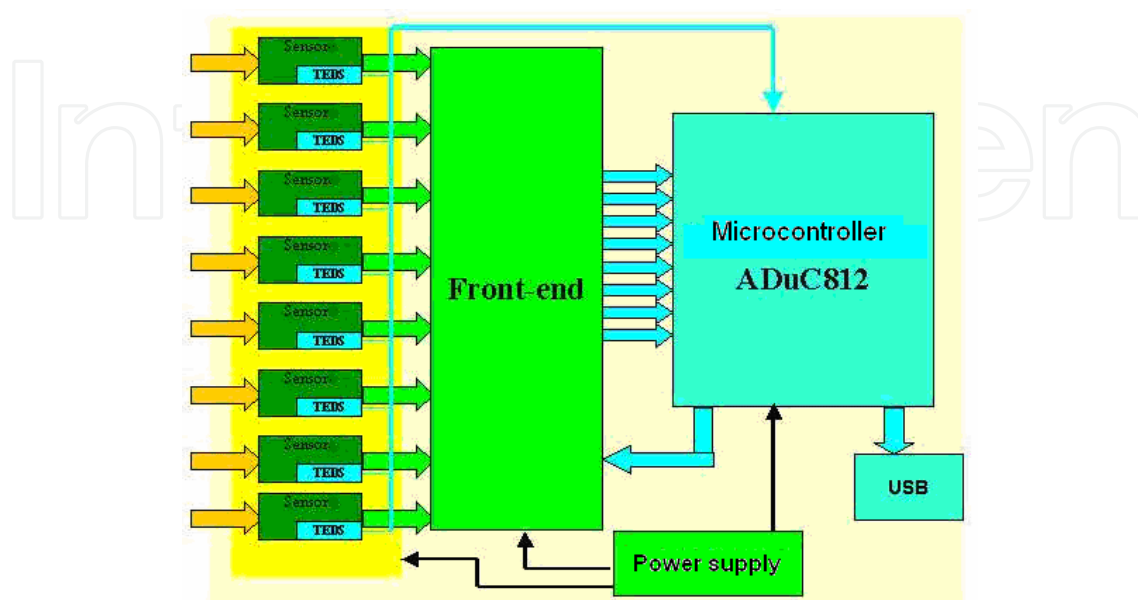 Sensor
TEDS
Sensor
TEDS
Sensor
TEDS
Sensor
TEDS
Sensor
TEDS
Sensor
TEDS
Sensor
TEDS
Sensor
TEDS
Front-end
Microcontroller
ADuC812
USB
Power supply